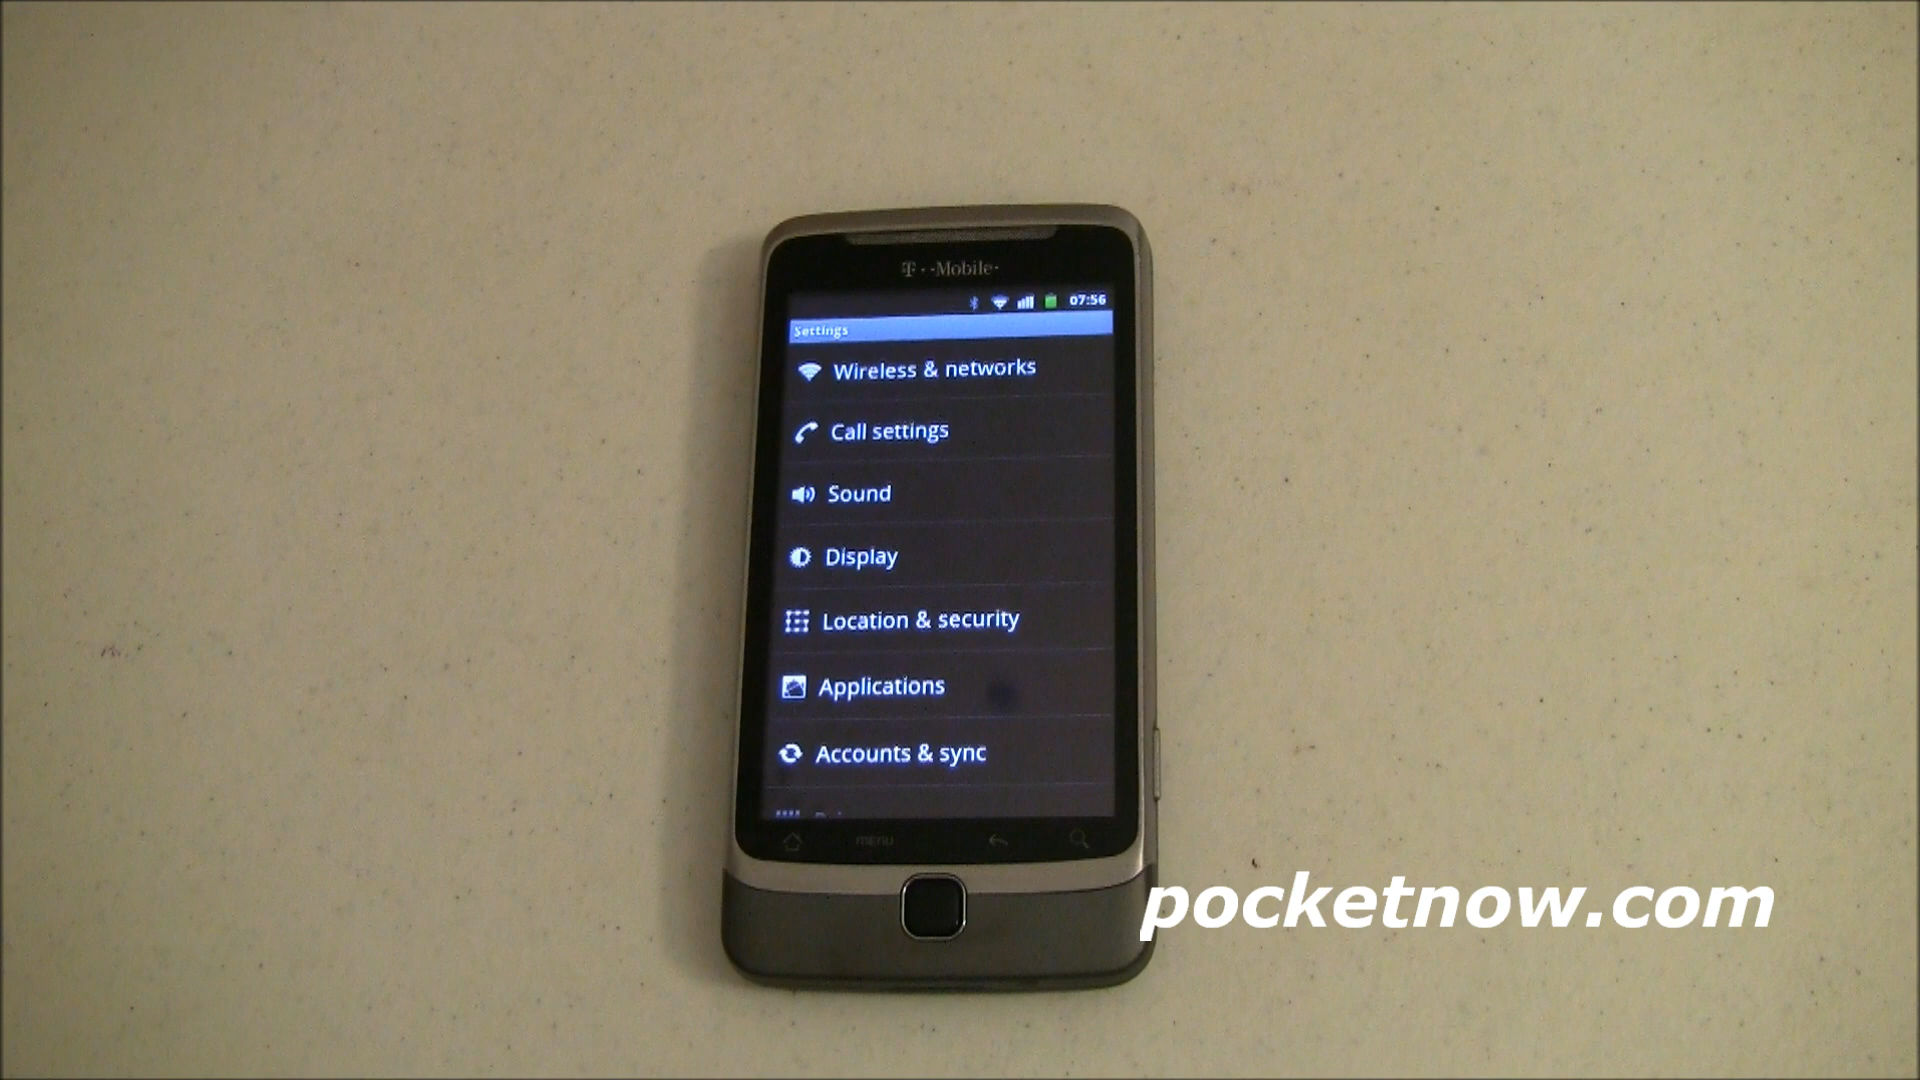 T··Mobile·
07:56
Settings
Wireless & networks
Call settings
Sound
Display
Location & security
Applications
Accounts & sync
menu
pocketnow.com